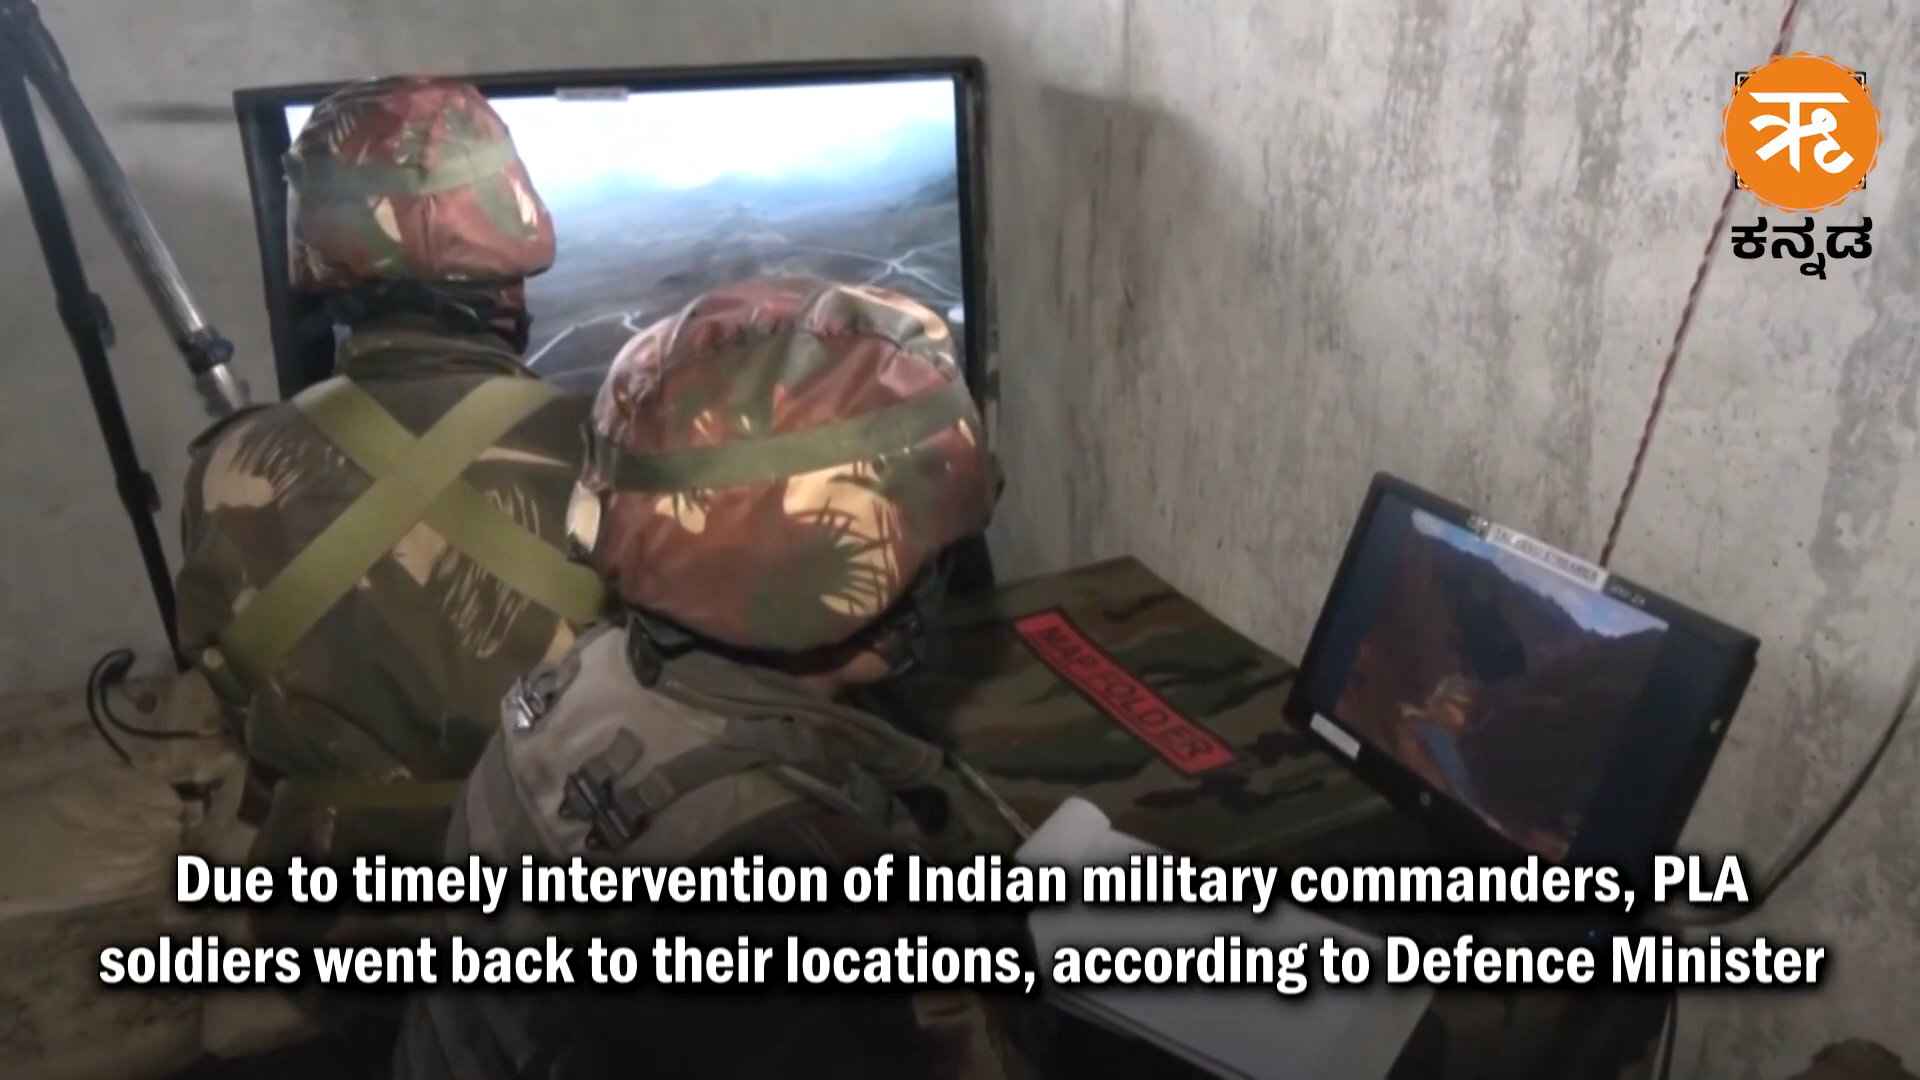 ऋ
ಕನ್ನಡ
MAP FOLDER
Due to timely intervention of Indian military commanders, PLA
soldiers went back to their locations, according to Defence Minister